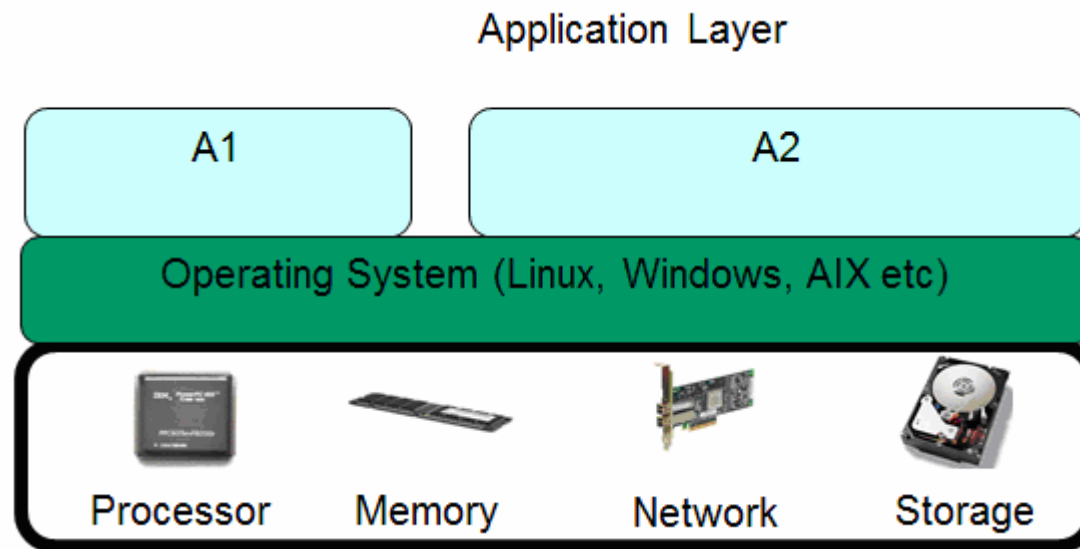 Application Layer
A1
A2
Operating System (Linux, Windows, AIX etc)
Processor
Memory
Network
Storage